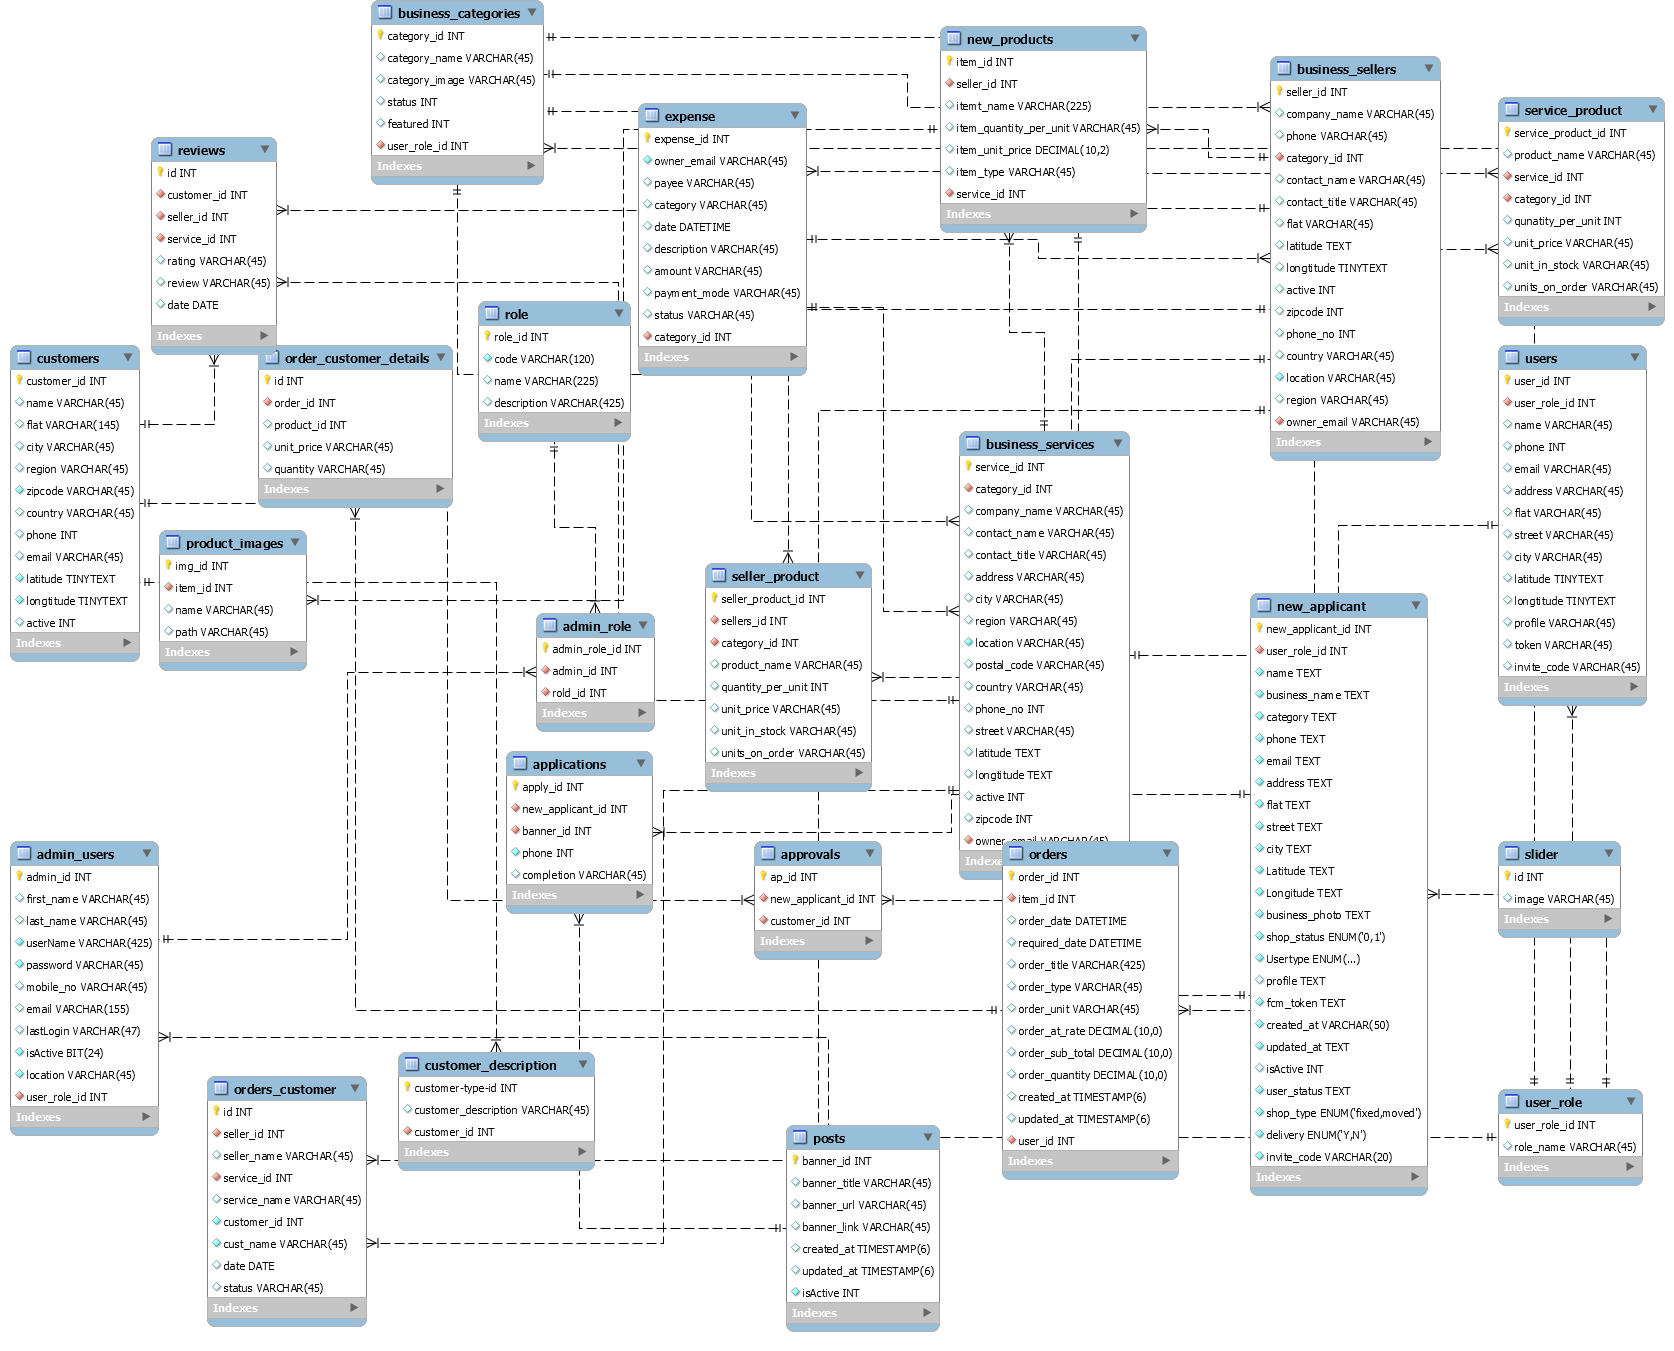 business_categories
category_id INT
category_name VARCHAR(45)
category_image VARCHAR(45)
status INT
featured INT
user_role_id INT
Indexes
new_products
item_id INT
seller_id INT
itemt_name VARCHAR(225)
item_quantity_per_unit VARCHAR(45)
item_unit_price DECIMAL(10,2)
item_type VARCHAR(45)
service_id INT
Indexes
business_sellers
seller_id INT
company_name VARCHAR(45)
phone VARCHAR(45)
category_id INT
contact_name VARCHAR(45)
contact_title VARCHAR(45)
flat VARCHAR(45)
latitude TEXT
longtitude TINYTEXT
active INT
zipcode INT
phone_no INT
country VARCHAR(45)
location VARCHAR(45)
region VARCHAR(45)
owner_email VARCHAR(45)
Indexes
service_product
service_product_id INT
product_name VARCHAR(45)
service_id INT
category_id INT
qunatity_per_unit INT
unit_price VARCHAR(45)
unit_in_stock VARCHAR(45)
units_on_order VARCHAR(45)
Indexes
expense
expense_id INT
owner_email VARCHAR(45)
payee VARCHAR(45)
category VARCHAR(45)
date DATETIME
description VARCHAR(45)
amount VARCHAR(45)
payment_mode VARCHAR(45)
status VARCHAR(45)
category_id INT
Indexes
reviews
id INT
customer_id INT
seller_id INT
service_id INT
rating VARCHAR(45)
review VARCHAR(45)
date DATE
Indexes
role
role_id INT
code VARCHAR(120)
name VARCHAR(225)
description VARCHAR(425)
Indexes
customers
customer_id INT
name VARCHAR(45)
flat VARCHAR(145)
city VARCHAR(45)
region VARCHAR(45)
zipcode VARCHAR(45)
country VARCHAR(45)
phone INT
email VARCHAR(45)
latitude TINYTEXT
longtitude TINYTEXT
active INT
Indexes
order_customer_details
id INT
order_id INT
product_id INT
unit_price VARCHAR(45)
quantity VARCHAR(45)
Indexes
users
user_id INT
user_role_id INT
name VARCHAR(45)
phone INT
email VARCHAR(45)
address VARCHAR(45)
flat VARCHAR(45)
street VARCHAR(45)
city VARCHAR(45)
latitude TINYTEXT
longtitude TINYTEXT
profile VARCHAR(45)
token VARCHAR(45)
invite_code VARCHAR(45)
Indexes
business_services
service_id INT
category_id INT
company_name VARCHAR(45)
contact_name VARCHAR(45)
contact_title VARCHAR(45)
address VARCHAR(45)
city VARCHAR(45)
region VARCHAR(45)
location VARCHAR(45)
postal_code VARCHAR(45)
country VARCHAR(45)
phone_no INT
street VARCHAR(45)
latitude TEXT
longtitude TEXT
active INT
zipcode INT
owner_email VARCHAR(45)
Indexes
product_images
img_id INT
item_id INT
name VARCHAR(45)
path VARCHAR(45)
Indexes
seller_product
seller_product_id INT
sellers_id INT
category_id INT
product_name VARCHAR(45)
quantity_per_unit INT
unit_price VARCHAR(45)
unit_in_stock VARCHAR(45)
units_on_order VARCHAR(45)
Indexes
admin_role
admin_role_id INT
admin_id INT
rold_id INT
Indexes
new_applicant
new_applicant_id INT
user_role_id INT
name TEXT
business_name TEXT
category TEXT
phone TEXT
email TEXT
address TEXT
flat TEXT
street TEXT
city TEXT
Latitude TEXT
Longitude TEXT
business_photo TEXT
shop_status ENUM('0,1')
Usertype ENUM(...)
profile TEXT
fcm_token TEXT
created_at VARCHAR(50)
updated_at TEXT
isActive INT
user_status TEXT
shop_type ENUM('fixed,moved')
delivery ENUM('Y,N')
invite_code VARCHAR(20)
Indexes
applications
apply_id INT
new_applicant_id INT
banner_id INT
phone INT
completion VARCHAR(45)
Indexes
admin_users
admin_id INT
first_name VARCHAR(45)
last_name VARCHAR(45)
userName VARCHAR(425)
password VARCHAR(45)
mobile_no VARCHAR(45)
email VARCHAR(155)
lastLogin VARCHAR(47)
isActive BIT(24)
location VARCHAR(45)
user_role_id INT
Indexes
approvals
ap_id INT
new_applicant_id INT
customer_id INT
Indexes
orders
order_id INT
item_id INT
order_date DATETIME
required_date DATETIME
order_title VARCHAR(425)
order_type VARCHAR(45)
order_unit VARCHAR(45)
order_at_rate DECIMAL(10,0)
order_sub_total DECIMAL(10,0)
order_quantity DECIMAL(10,0)
created_at TIMESTAMP(6)
updated_at TIMESTAMP(6)
user_id INT
Indexes
slider
id INT
image VARCHAR(45)
Indexes
customer_description
customer-type-id INT
customer_description VARCHAR(45)
customer_id INT
Indexes
orders_customer
id INT
seller_id INT
seller_name VARCHAR(45)
service_id INT
service_name VARCHAR(45)
customer_id INT
cust_name VARCHAR(45)
date DATE
status VARCHAR(45)
Indexes
posts
banner_id INT
banner_title VARCHAR(45)
banner_url VARCHAR(45)
banner_link VARCHAR(45)
created_at TIMESTAMP(6)
updated_at TIMESTAMP(6)
isActive INT
Indexes
user_role
user_role_id INT
role_name VARCHAR(45)
Indexes